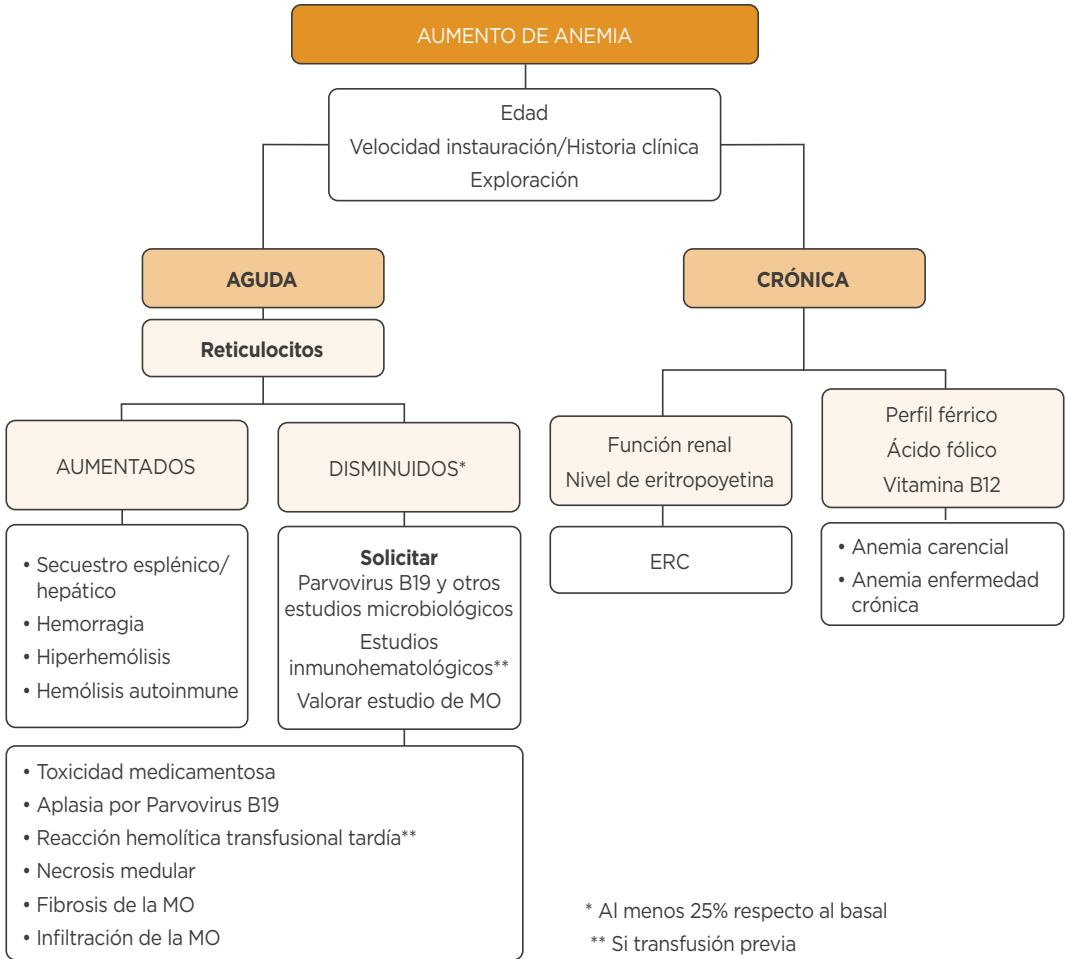 AUMENTO DE ANEMIA
Edad
Velocidad instauración/Historia clínica
Exploración
AGUDA
Reticulocitos
AUMENTADOS
• Secuestro esplénico/
hepático
• Hemorragia
• Hiperhemólisis
• Hemólisis autoinmune
DISMINUIDOS*
Solicitar
Parvovirus B19 y otros
estudios microbiológicos
Estudios
inmunohematológicos**
Valorar estudio de MO
• Toxicidad medicamentosa
• Aplasia por Parvovirus B19
• Reacción hemolítica transfusional tardía**
• Necrosis medular
• Fibrosis de la MO
• Infiltración de la MO
CRÓNICA
Función renal
Nivel de eritropoyetina
ERC
Perfil férrico
Ácido fólico
Vitamina B12
• Anemia carencial
• Anemia enfermedad
crónica
* Al menos 25% respecto al basal
** Si transfusión previa